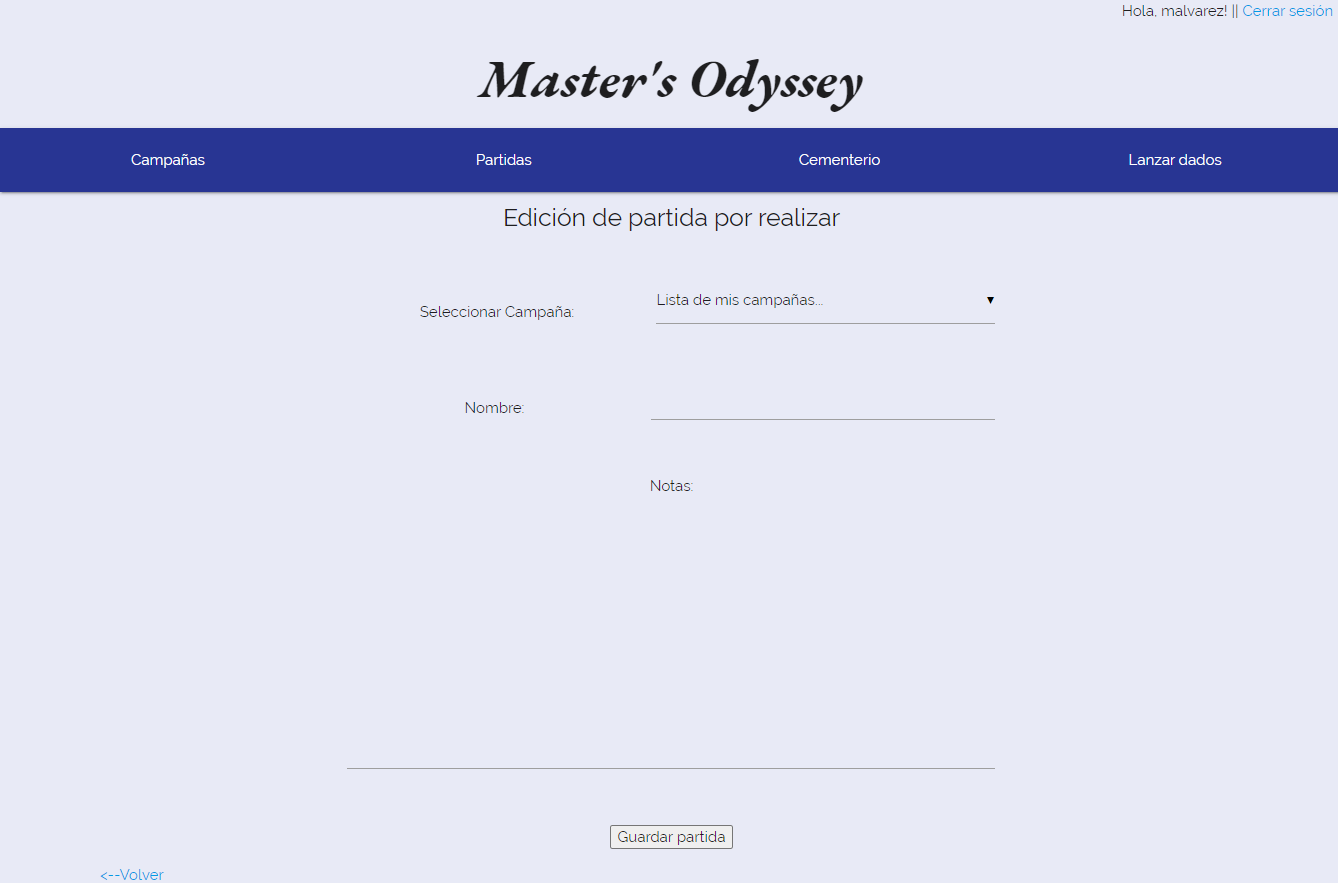 Hola, malvarez! || Cerrar sesión
Master's Odyssey
Campañas Partidas Cementerio Lanzar dados
Edición de partida por realizar
Lista de mis campañas... ▼
Seleccionar Campaña:
Nombre:
Notas:
Guardar partida
<--Volver